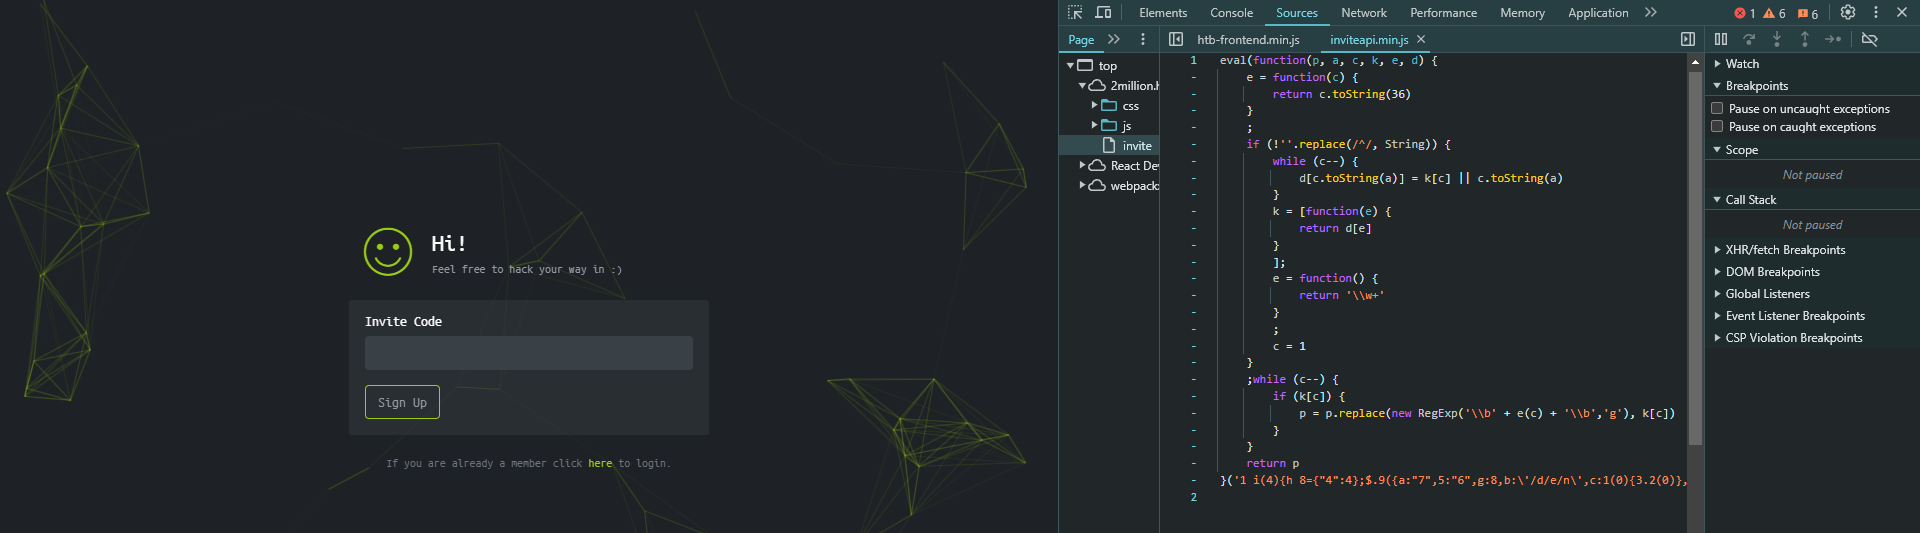 Hi!
Feel free to hack your way in :)
Invite Code
Sign Up
If you are already a member click here to login.
Elements Console Sources Network Performance Memory Application 1 6 6
Page
htb-frontend.min.js inviteapi.min.js
top
2million.h
css
js
invite
React De
webpack
1 eval(function(p, a, c, k, e, d) {
- e = function(c) {
- return c.toString(36)
- }
- ;
- if (!''.replace(/^/, String)) {
- while (c--) {
- d[c.toString(a)] = k[c] || c.toString(a)
- }
- k = [function(e) {
- return d[e]
- }
- ];
- e = function() {
- return '\\w+'
- }
- ;
- c = 1
- }
- ;while (c--) {
- if (k[c]) {
- p = p.replace(new RegExp('\\b' + e(c) + '\\b','g'), k[c])
- }
- }
- return p
- }('1 i(4){h 8={"4":4};$.9({a:"7",5:"6",g:8,b:\'/d/e/n\',c:1(0){3.2(0)},
2
Watch
Breakpoints
Pause on uncaught exceptions
Pause on caught exceptions
Scope
Not paused
Call Stack
Not paused
XHR/fetch Breakpoints
DOM Breakpoints
Global Listeners
Event Listener Breakpoints
CSP Violation Breakpoints